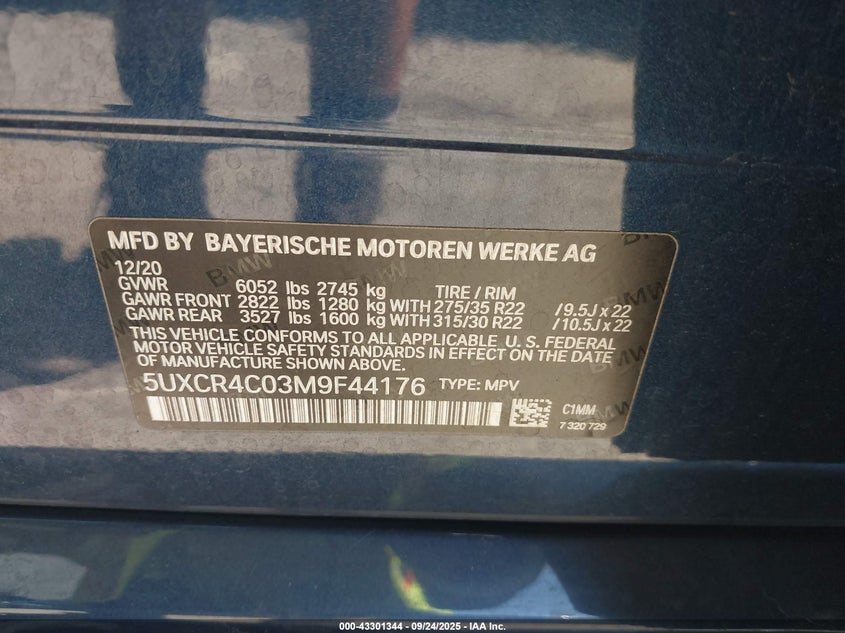 MFD BY BAYERISCHE MOTOREN WERKE AG
12/20
GVWR 6052 lbs 2745 kg TIRE / RIM
GAWR FRONT 2822 lbs 1280 kg WITH 275/35 R22 / 9.5J x 22
GAWR REAR 3527 lbs 1600 kg WITH 315/30 R22 / 10.5J x 22
THIS VEHICLE CONFORMS TO ALL APPLICABLE U. S. FEDERAL
MOTOR VEHICLE SAFETY STANDARDS IN EFFECT ON THE DATE
OF MANUFACTURE SHOWN ABOVE.
5UXCR4C03M9F44176 TYPE: MPV
C1MM
7 320 729
000-43301344 - 09/24/2025 - IAA Inc.